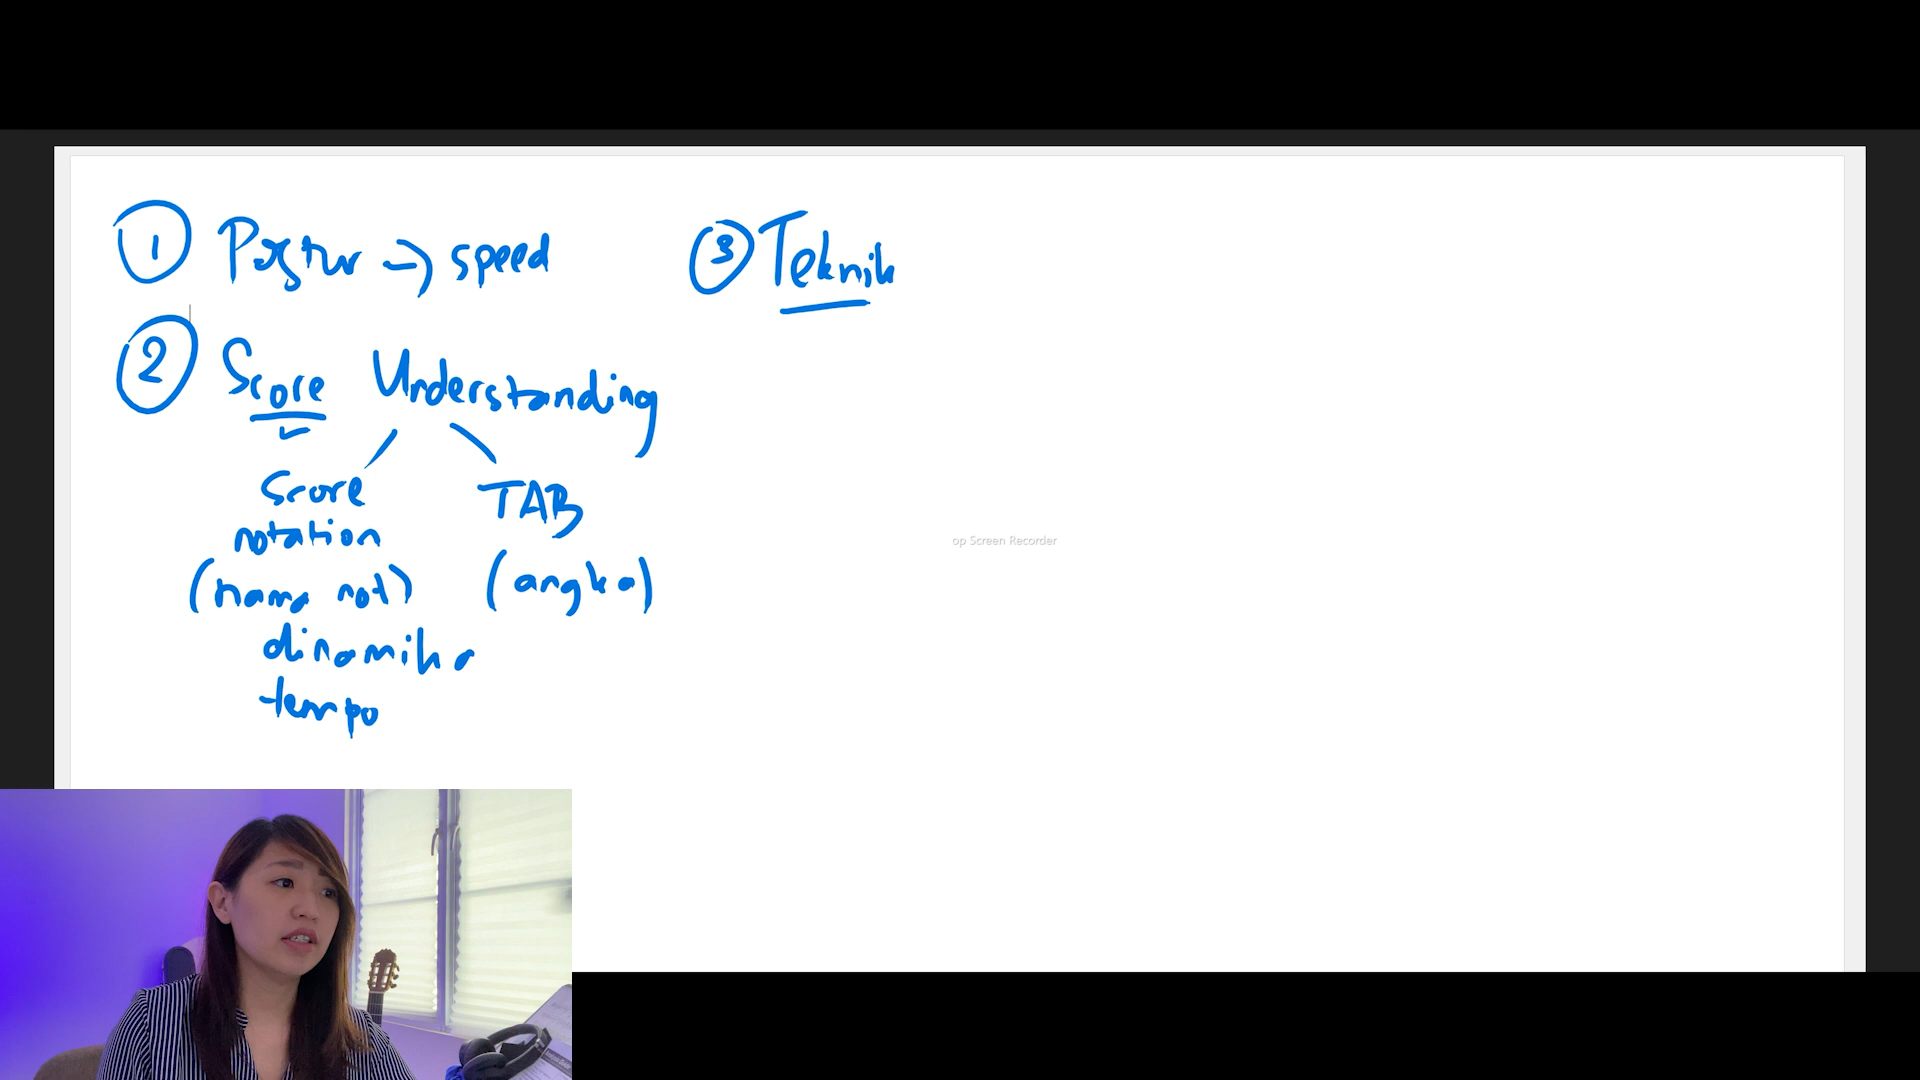 1 Postur → speed
2 Score Understanding
Score TAB
notation
(nama not) (angka)
dinamika
tempo
3 Teknik
op Screen Recorder